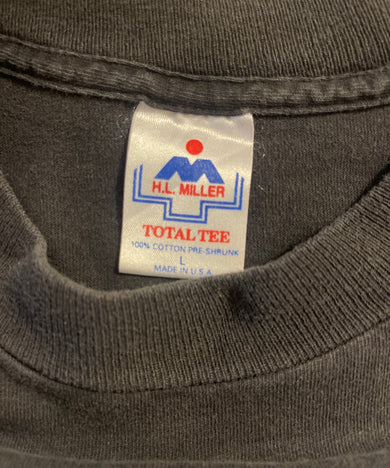 H.L. MILLER
TOTAL TEE
100% COTTON PRE-SHRUNK
L
MADE IN U.S.A.